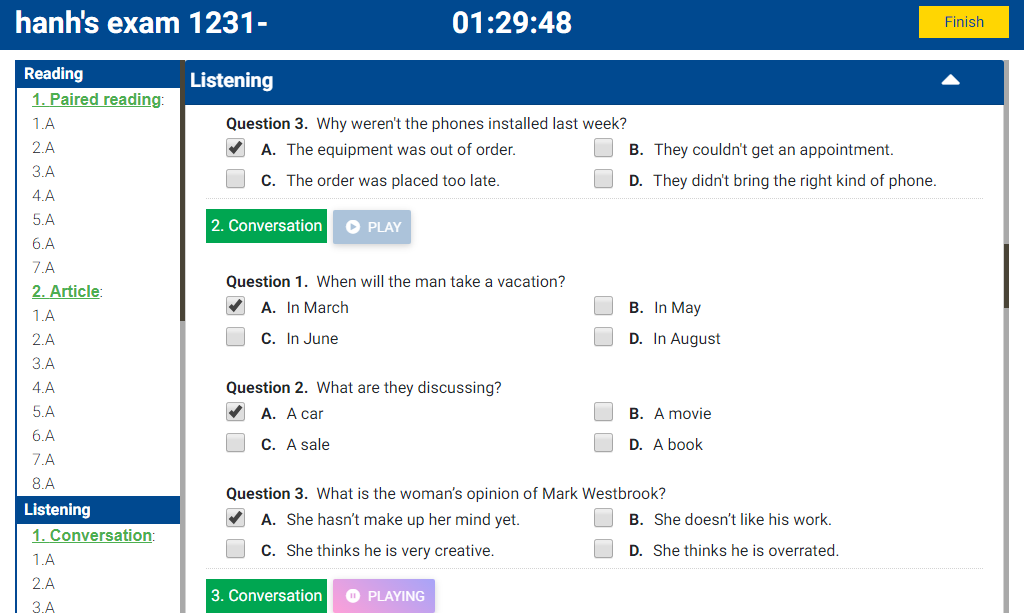 hanh's exam 1231-
01:29:48
Finish
Reading
1. Paired reading:
1.A
2.A
3.A
4.A
5.A
6.A
7.A
2. Article:
1.A
2.A
3.A
4.A
5.A
6.A
7.A
8.A
Listening
1. Conversation:
1.A
2.A
3.A
Listening
Question 3. Why weren't the phones installed last week?
A. The equipment was out of order.
B. They couldn't get an appointment.
C. The order was placed too late.
D. They didn't bring the right kind of phone.
2. Conversation
PLAY
Question 1. When will the man take a vacation?
A. In March
B. In May
C. In June
D. In August
Question 2. What are they discussing?
A. A car
B. A movie
C. A sale
D. A book
Question 3. What is the woman’s opinion of Mark Westbrook?
A. She hasn’t make up her mind yet.
B. She doesn’t like his work.
C. She thinks he is very creative.
D. She thinks he is overrated.
3. Conversation
PLAYING